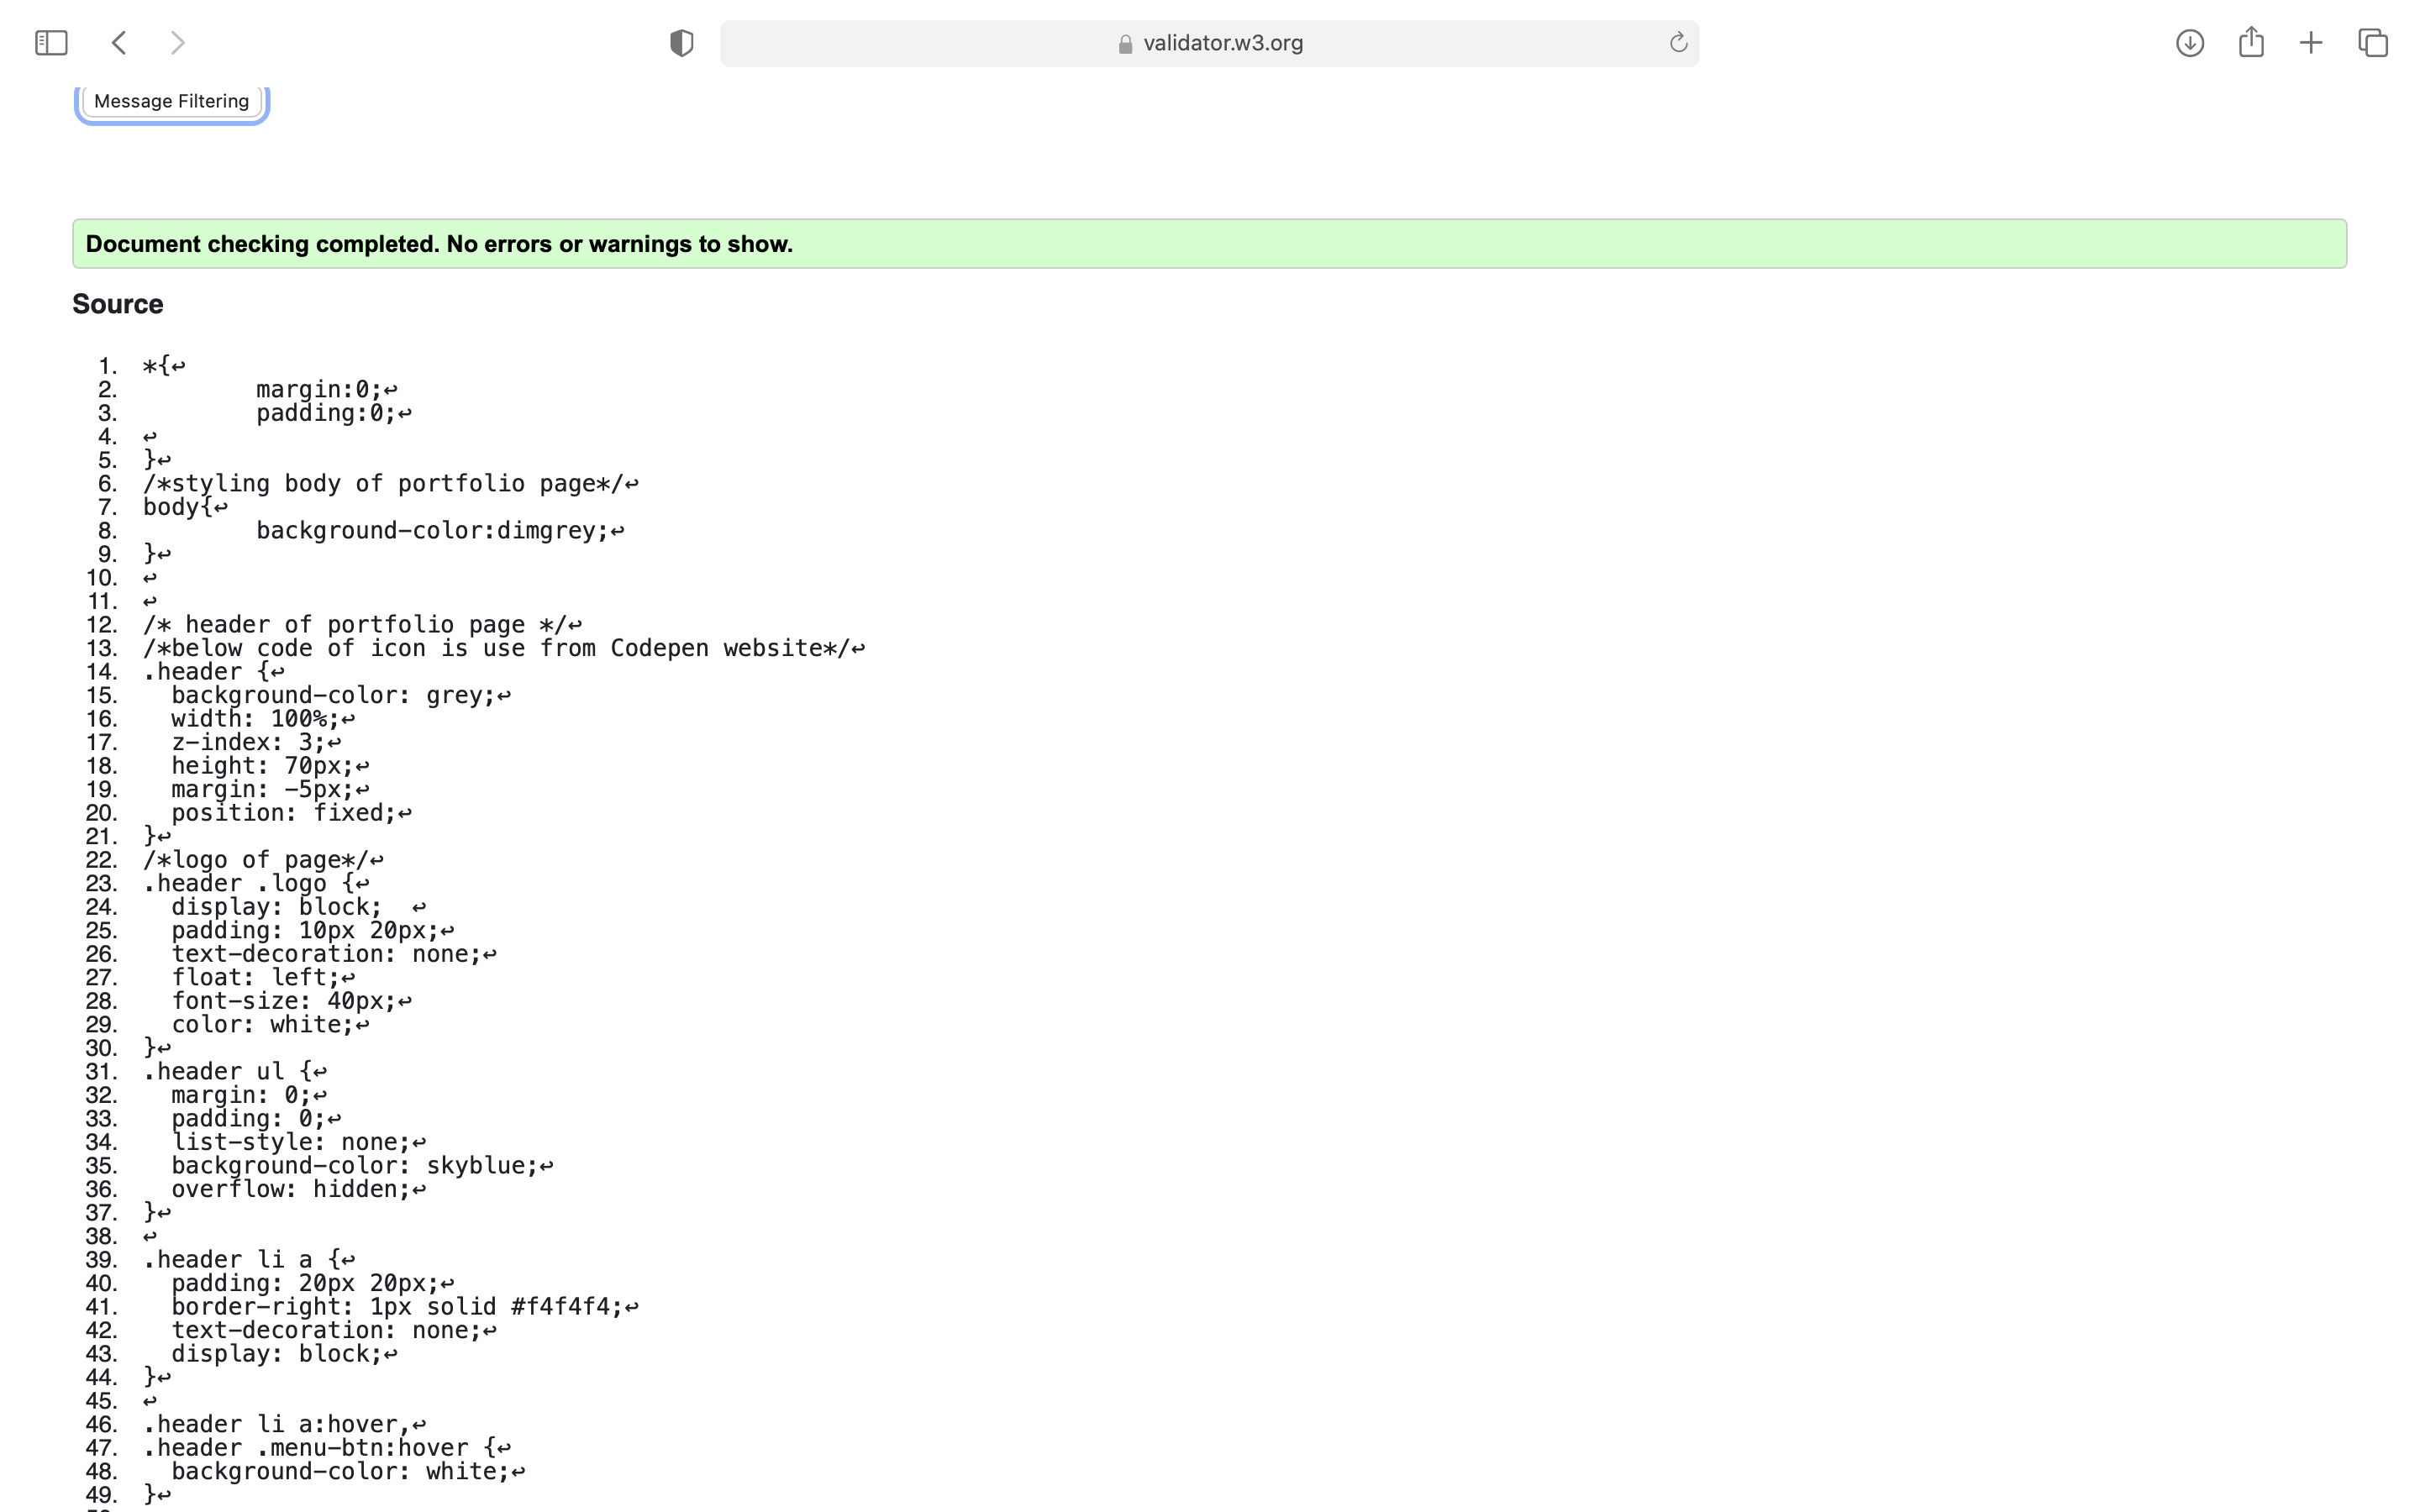 validator.w3.org
Message Filtering
Document checking completed. No errors or warnings to show.
Source
1. *{↩
2. margin:0;↩
3. padding:0;↩
4. ↩
5. }↩
6. /*styling body of portfolio page*/↩
7. body{↩
8. background-color:dimgrey;↩
9. }↩
10. ↩
11. ↩
12. /* header of portfolio page */↩
13. /*below code of icon is use from Codepen website*/↩
14. .header {↩
15. background-color: grey;↩
16. width: 100%;↩
17. z-index: 3;↩
18. height: 70px;↩
19. margin: -5px;↩
20. position: fixed;↩
21. }↩
22. /*logo of page*/↩
23. .header .logo {↩
24. display: block; ↩
25. padding: 10px 20px;↩
26. text-decoration: none;↩
27. float: left;↩
28. font-size: 40px;↩
29. color: white;↩
30. }↩
31. .header ul {↩
32. margin: 0;↩
33. padding: 0;↩
34. list-style: none;↩
35. background-color: skyblue;↩
36. overflow: hidden;↩
37. }↩
38. ↩
39. .header li a {↩
40. padding: 20px 20px;↩
41. border-right: 1px solid #f4f4f4;↩
42. text-decoration: none;↩
43. display: block;↩
44. }↩
45. ↩
46. .header li a:hover,↩
47. .header .menu-btn:hover {↩
48. background-color: white;↩
49. }↩